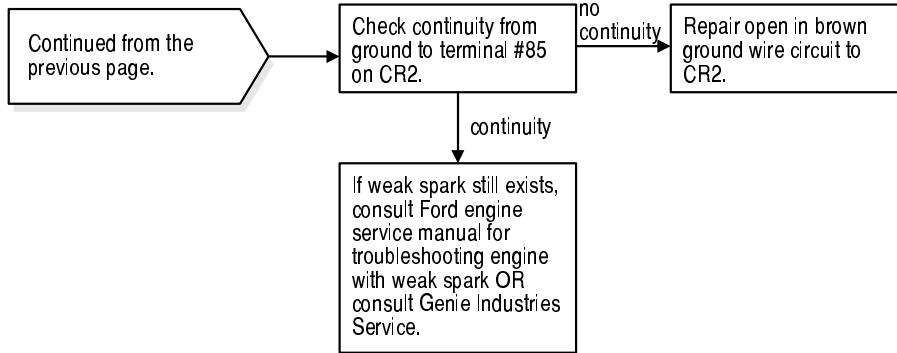 Continued from the
previous page.
Check continuity from
ground to terminal #85
on CR2.
no
continuity
Repair open in brown
ground wire circuit to
CR2.
continuity
If weak spark still exists,
consult Ford engine
service manual for
troubleshooting engine
with weak spark OR
consult Genie Industries
Service.